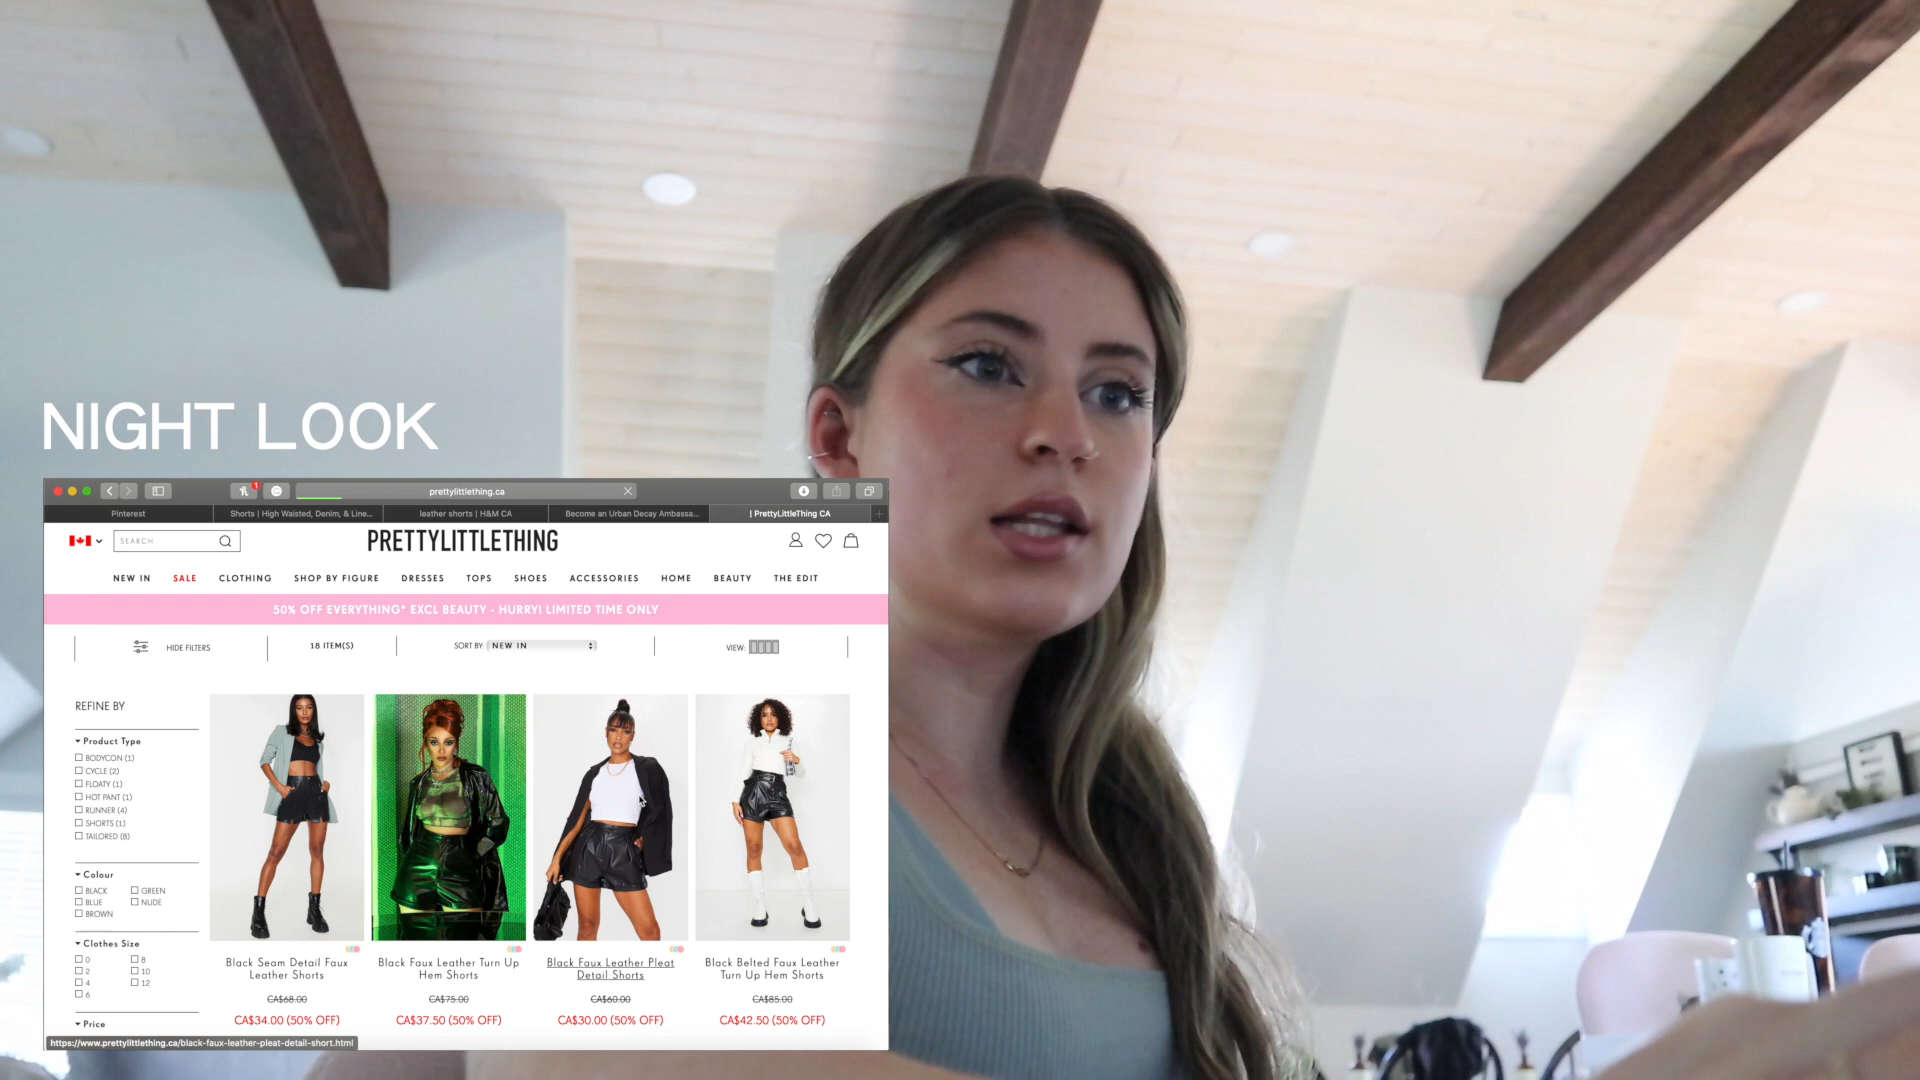 NIGHT LOOK
1
prettylittlething.ca
Pinterest
Shorts | High Waisted, Denim, & Line...
leather shorts | H&M CA
Become an Urban Decay Ambassa...
| PrettyLittleThing CA
SEARCH
PRETTYLITTLETHING
NEW IN SALE CLOTHING SHOP BY FIGURE DRESSES TOPS SHOES ACCESSORIES HOME BEAUTY THE EDIT
50% OFF EVERYTHING* EXCL BEAUTY - HURRY! LIMITED TIME ONLY
HIDE FILTERS
18 ITEM(S)
SORT BY: NEW IN
VIEW:
REFINE BY
Product Type
BODYCON (1)
CYCLE (2)
FLOATY (1)
HOT PANT (1)
RUNNER (4)
SHORTS (1)
TAILORED (8)
Colour
BLACK GREEN
BLUE NUDE
BROWN
Clothes Size
0 8
2 10
4 12
6
Price
Black Seam Detail Faux
Leather Shorts
CA$68.00
CA$34.00 (50% OFF)
Black Faux Leather Turn Up
Hem Shorts
CA$75.00
CA$37.50 (50% OFF)
Black Faux Leather Pleat
Detail Shorts
CA$60.00
CA$30.00 (50% OFF)
Black Belted Faux Leather
Turn Up Hem Shorts
CA$85.00
CA$42.50 (50% OFF)
https://www.prettylittlething.ca/black-faux-leather-pleat-detail-short.html